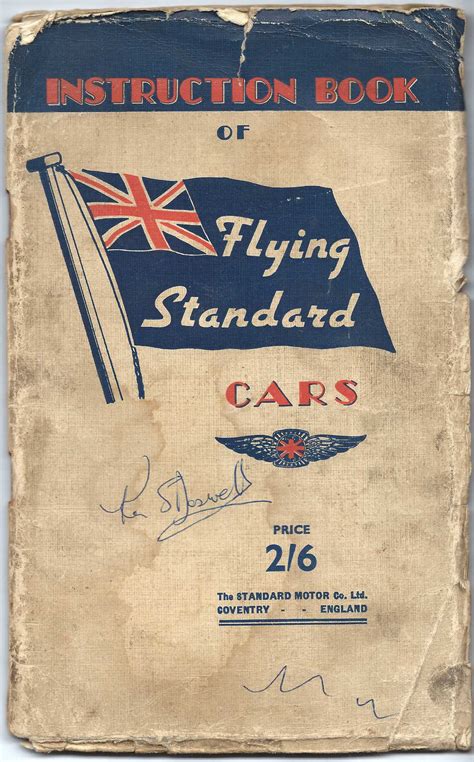 INSTRUCTION BOOK
OF
Flying
Standard
CARS
PRICE
2/6
The STANDARD MOTOR Co. Ltd.
COVENTRY - - ENGLAND